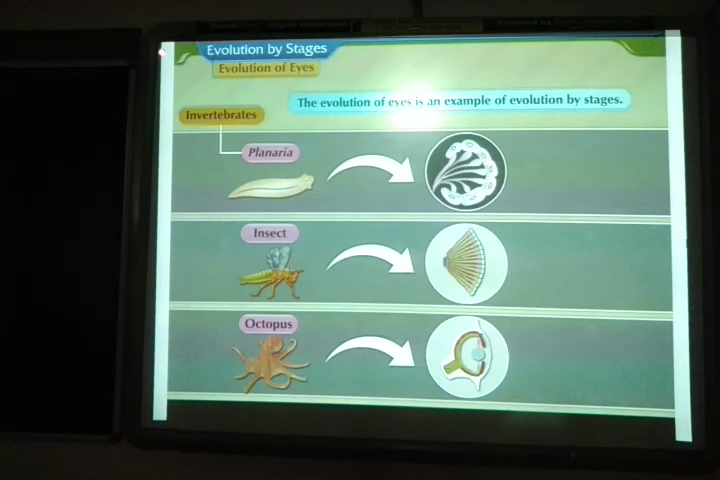 Evolution by Stages
Evolution of Eyes
The evolution of eyes is an example of evolution by stages.
Invertebrates
Planaria
Insect
Octopus